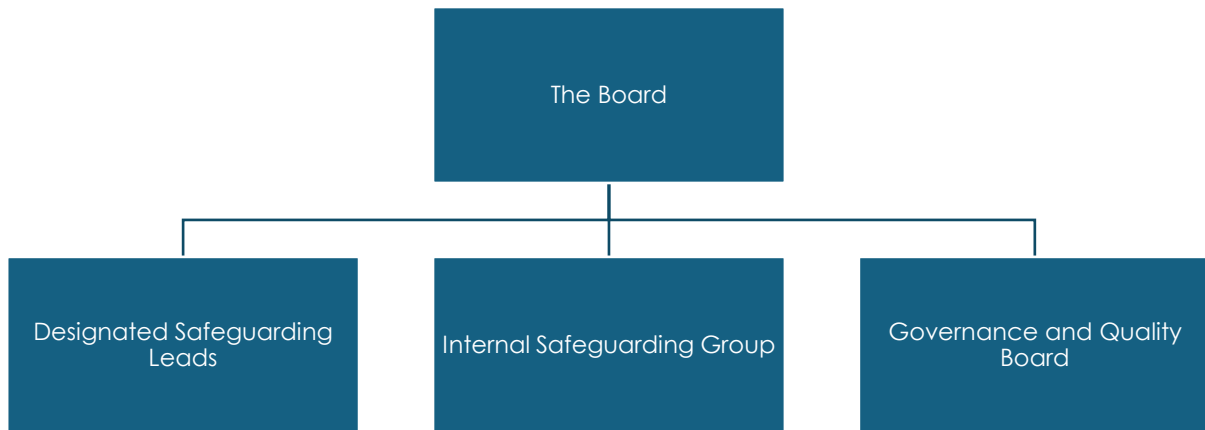 The Board
Designated Safeguarding
Leads
Internal Safeguarding Group
Governance and Quality
Board